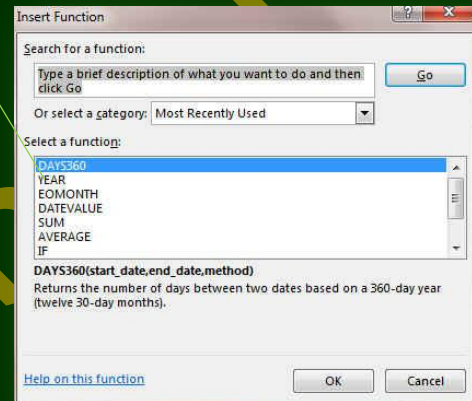 Insert Function
Search for a function:
Type a brief description of what you want to do and then
click Go
Go
Or select a category: Most Recently Used
Select a function:
DAYS360
YEAR
EOMONTH
DATEVALUE
SUM
AVERAGE
IF
DAYS360(start_date,end_date,method)
Returns the number of days between two dates based on a 360-day year
(twelve 30-day months).
Help on this function
OK
Cancel